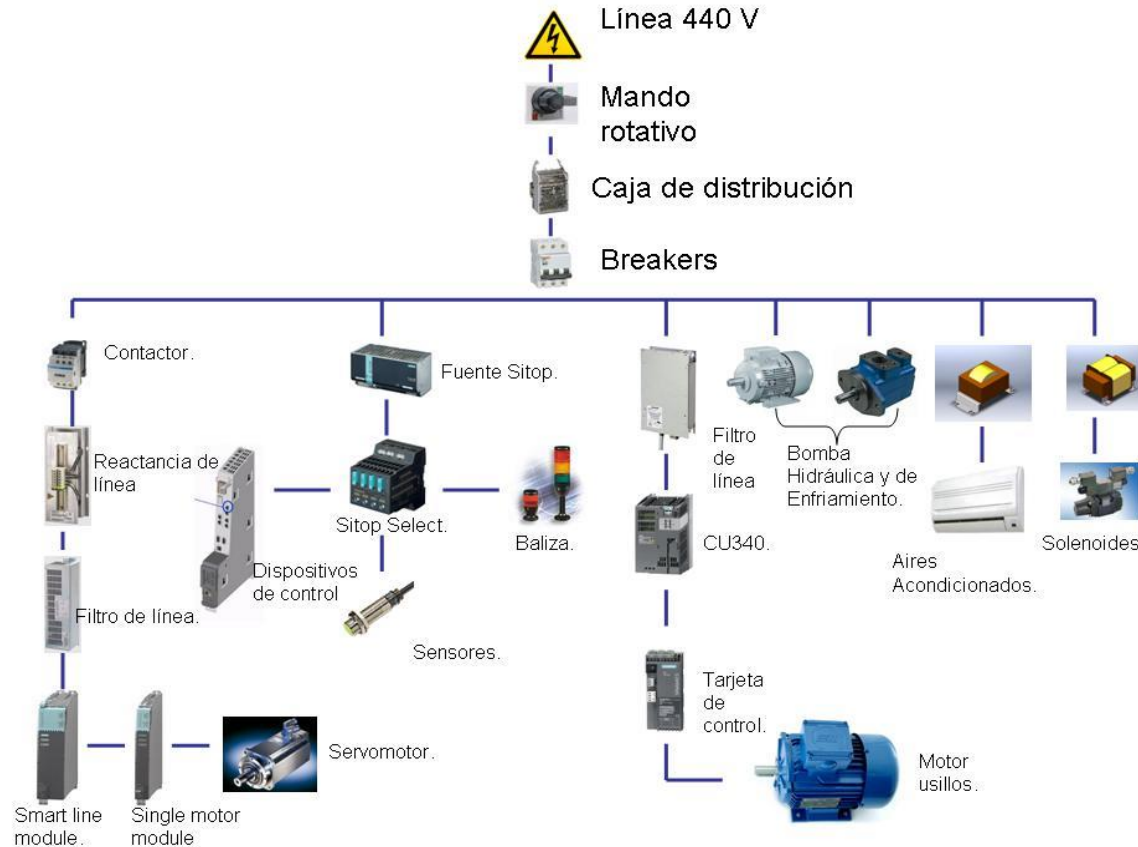 Línea 440 V
Mando
rotativo
Caja de distribución
Breakers
Contactor.
Fuente Sitop.
Reactancia de
línea
Filtro
de
línea
Bomba
Hidráulica y de
Enfriamiento.
Sitop Select.
Baliza.
CU340.
Solenoides
Aires
Acondicionados.
Dispositivos
de control
Filtro de línea.
Sensores.
Tarjeta
de
control.
Servomotor.
Motor
usillos.
Smart line
module.
Single motor
module